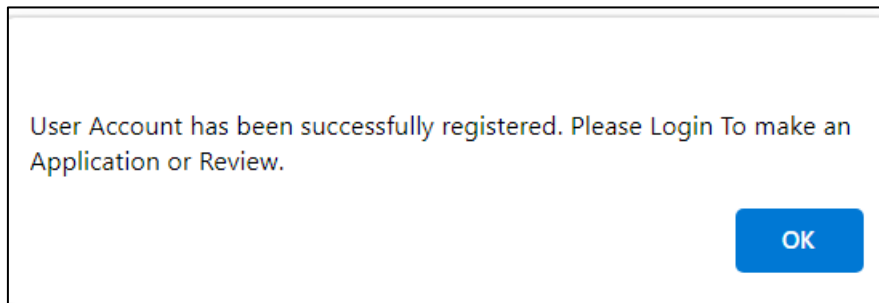 User Account has been successfully registered. Please Login To make an
Application or Review.
OK